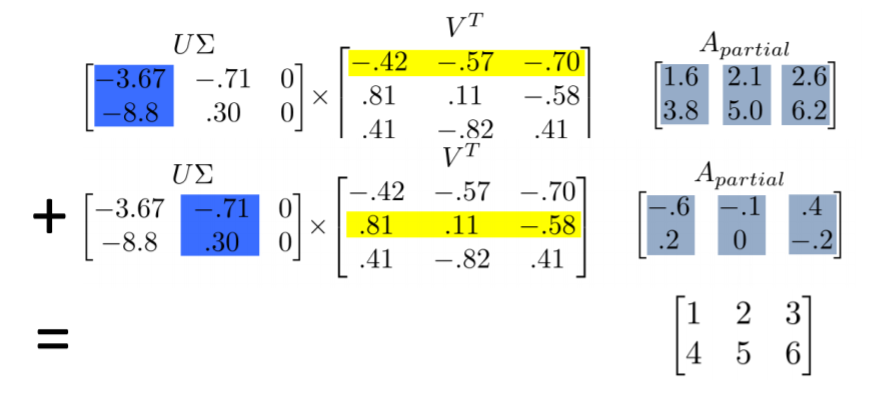 UΣ V^T A_partial
[−3.67 −.71 0] × [−.42 −.57 −.70] [1.6 2.1 2.6]
[−8.8 .30 0] [.81 .11 −.58] [3.8 5.0 6.2]
[.41 −.82 .41]
UΣ V^T A_partial
+ [−3.67 −.71 0] × [−.42 −.57 −.70] [−.6 −.1 .4]
[−8.8 .30 0] [.81 .11 −.58] [.2 0 −.2]
[.41 −.82 .41]
= [1 2 3]
[4 5 6]